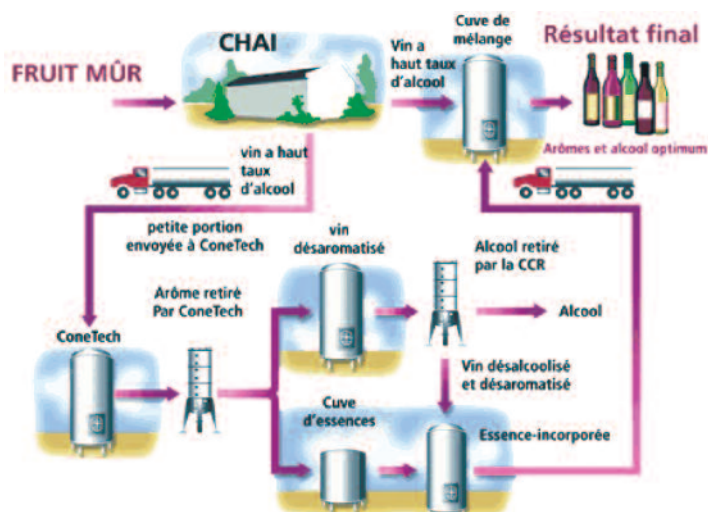 FRUIT MÛR
CHAI
Vin a
haut taux
d'alcool
Cuve de
mélange
Résultat final
Arômes et alcool optimum
vin a haut
taux
d'alcool
petite portion
envoyée à ConeTech
ConeTech
Arôme retiré
Par ConeTech
vin
désaromatisé
Alcool retiré
par la CCR
Alcool
Vin désalcoolisé
et désaromatisé
Cuve
d'essences
Essence-incorporée